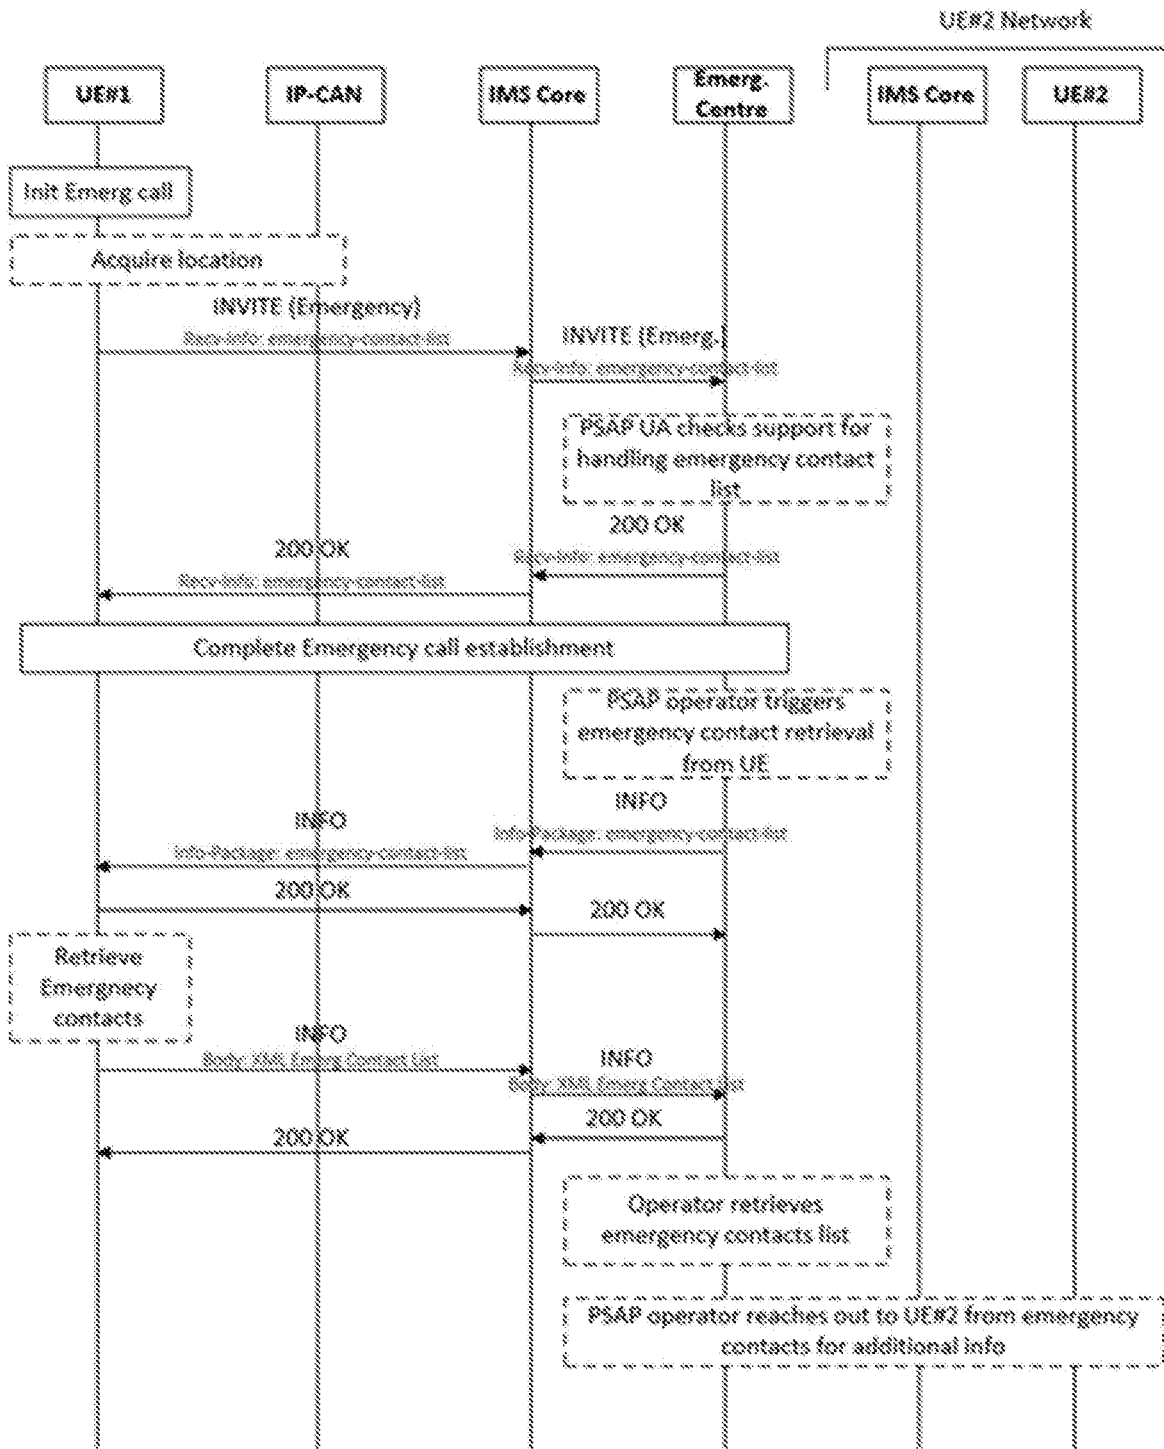 UE#2 Network
UE#1
IP-CAN
IMS Core
Emerg.
Centre
IMS Core
UE#2
Init Emerg call
Acquire location
INVITE (Emergency)
Recv-Info: emergency-contact-list
INVITE (Emerg.)
Recv-Info: emergency-contact-list
PSAP UA checks support for
handling emergency contact
list
200 OK
Recv-Info: emergency-contact-list
200 OK
Recv-Info: emergency-contact-list
Complete Emergency call establishment
PSAP operator triggers
emergency contact retrieval
from UE
INFO
Info-Package: emergency-contact-list
INFO
Info-Package: emergency-contact-list
200 OK
200 OK
Retrieve
Emergnecy
contacts
INFO
Body: XML Emerg Contact List
INFO
Body: XML Emerg Contact List
200 OK
200 OK
Operator retrieves
emergency contacts list
PSAP operator reaches out to UE#2 from emergency
contacts for additional info